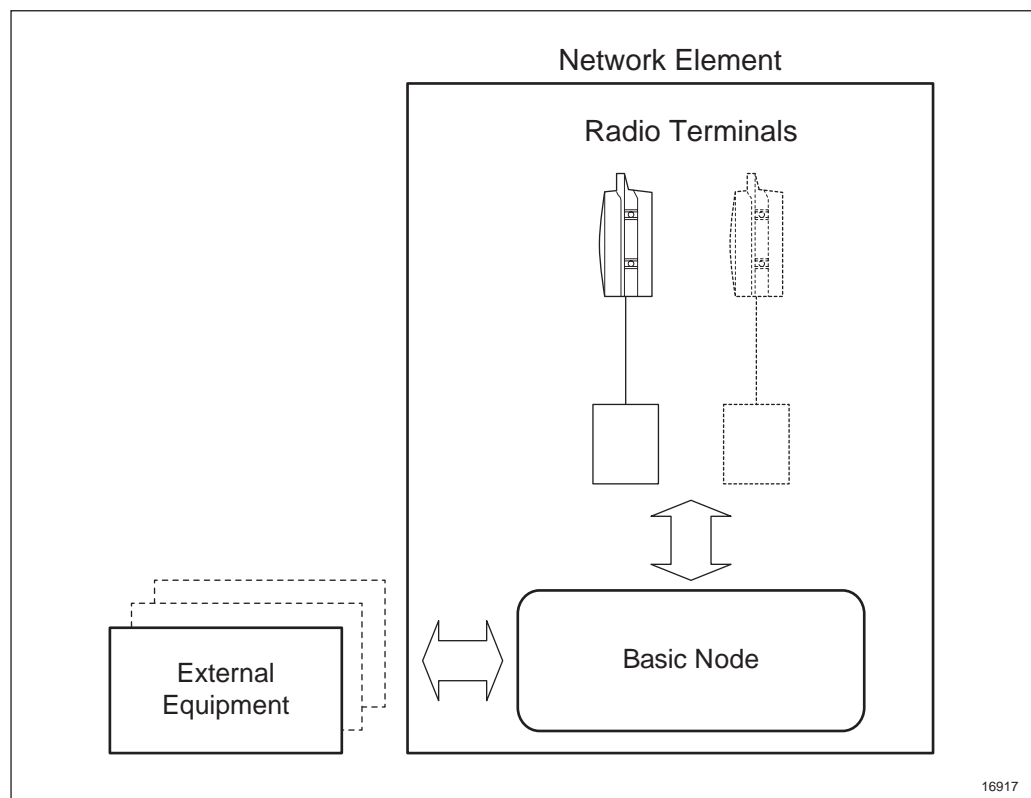 Network Element
Radio Terminals
Basic Node
External
Equipment
16917